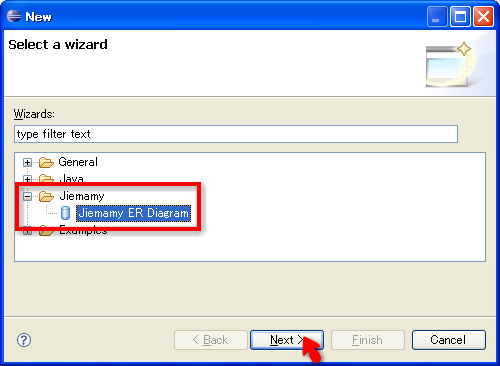 New
Select a wizard
Wizards:
type filter text
General
Java
Jiemamy
Jiemamy ER Diagram
Examples
< Back Next > Finish Cancel